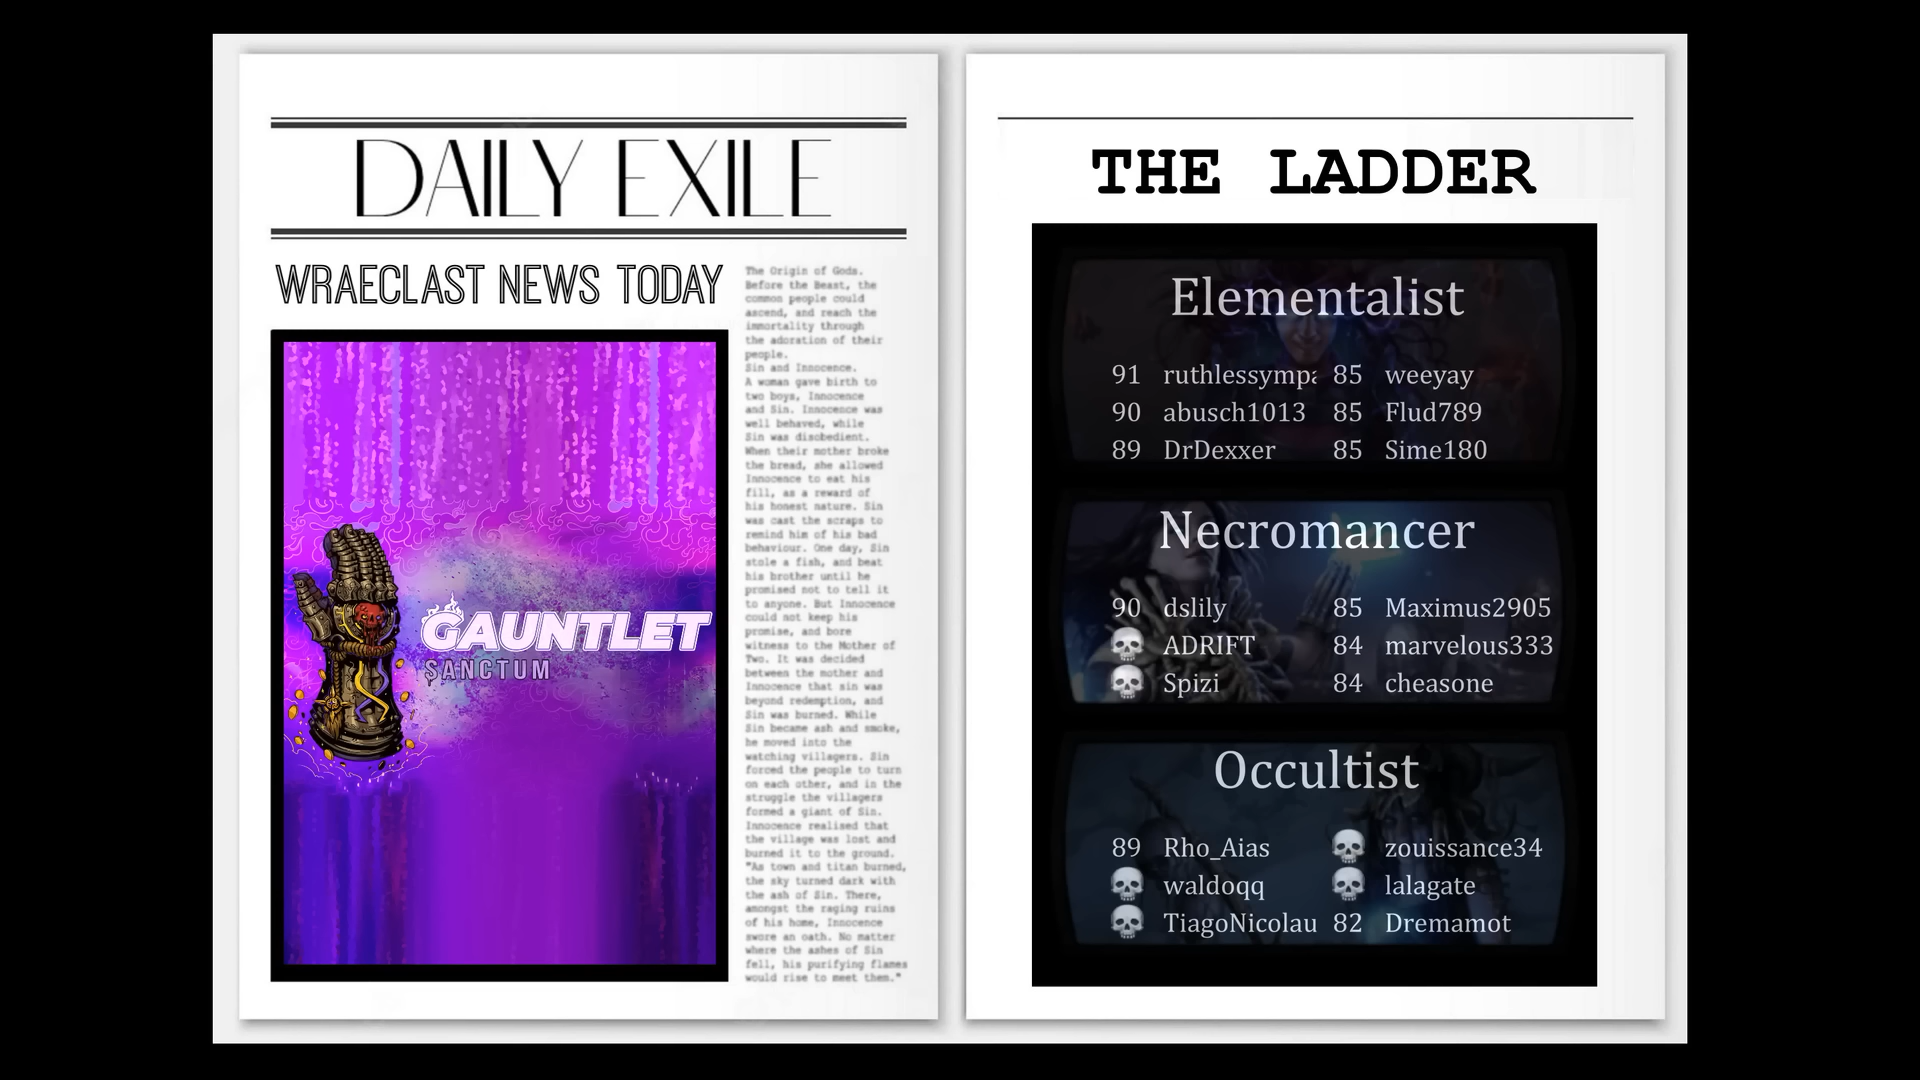 DAILY EXILE
WRAECLAST NEWS TODAY
GAUNTLET
SANCTUM
The Origin of Gods.
Before the Beast, the
common people could
ascend, and reach the
immortality through
the adoration of their
people.
Sin and Innocence.
A woman gave birth to
two boys, Innocence
and Sin. Innocence was
well behaved, while
Sin was disobedient.
When their mother broke
the bread, she allowed
Innocence to eat his
fill, as a reward of
his honest nature. Sin
was cast the scraps to
remind him of his bad
behaviour. One day, Sin
stole a fish, and beat
his brother until he
promised not to tell it
to anyone. But Innocence
could not keep his
promise, and bore
witness to the Mother of
Two. It was decided
between the mother and
Innocence that sin was
beyond redemption, and
Sin was burned. While
Sin became ash and smoke,
he moved into the
watching villagers. Sin
forced the people to turn
on each other, and in the
struggle the villagers
formed a giant of Sin.
Innocence realised that
the village was lost and
burned it to the ground.
"As town and titan burned,
the sky turned dark with
the ash of Sin. There,
amongst the raging ruins
of his home, Innocence
swore an oath. No matter
where the ashes of Sin
fell, his purifying flames
would rise to meet them."
THE LADDER
Elementalist
91 ruthlessympa 85 weeyay
90 abusch1013 85 Flud789
89 DrDexxer 85 Sime180
Necromancer
90 dslily 85 Maximus2905
ADRIFT 84 marvelous333
Spizi 84 cheasone
Occultist
89 Rho_Aias zouissance34
waldoqq lalagate
TiagoNicolau 82 Dremamot